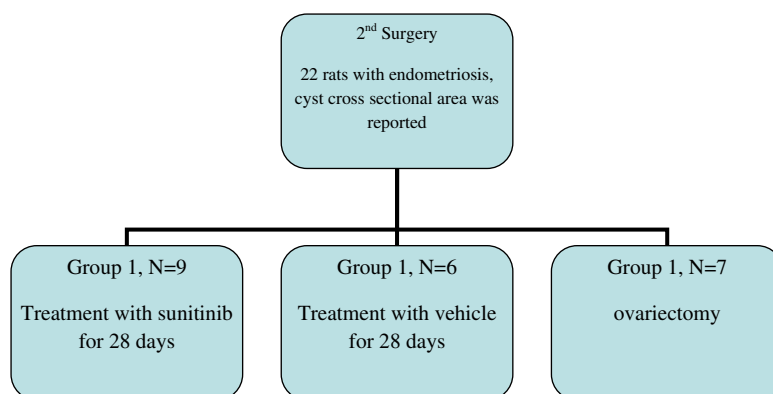 2nd Surgery
22 rats with endometriosis,
cyst cross sectional area was
reported
Group 1, N=9
Treatment with sunitinib
for 28 days
Group 1, N=6
Treatment with vehicle
for 28 days
Group 1, N=7
ovariectomy